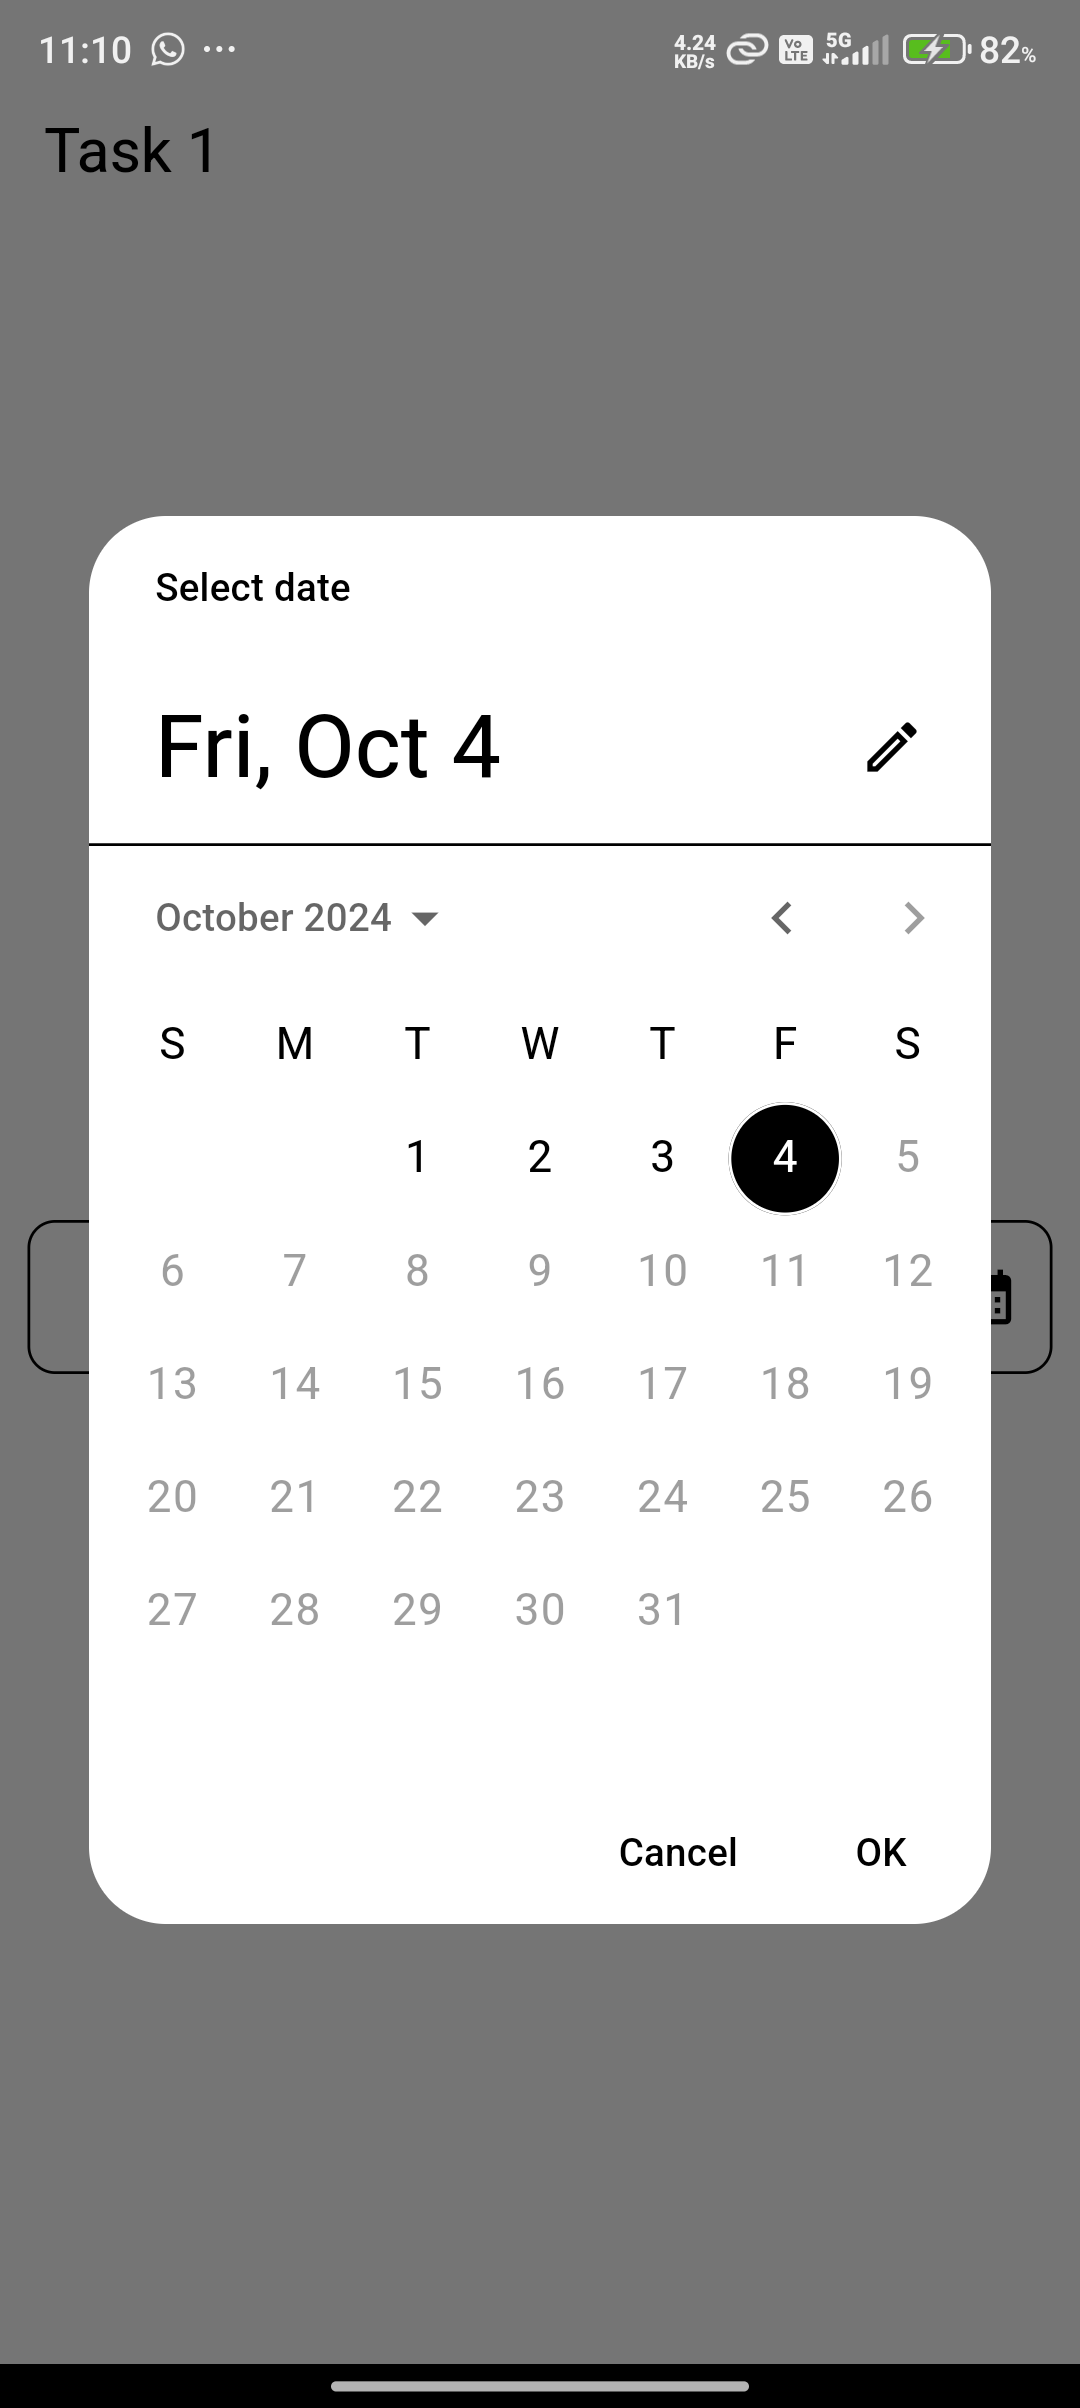 11:10 ... 4.24 KB/s Vo LTE 5G 82%
Task 1
Select date
Fri, Oct 4
October 2024
S M T W T F S
1 2 3 4 5
6 7 8 9 10 11 12
13 14 15 16 17 18 19
20 21 22 23 24 25 26
27 28 29 30 31
Cancel OK